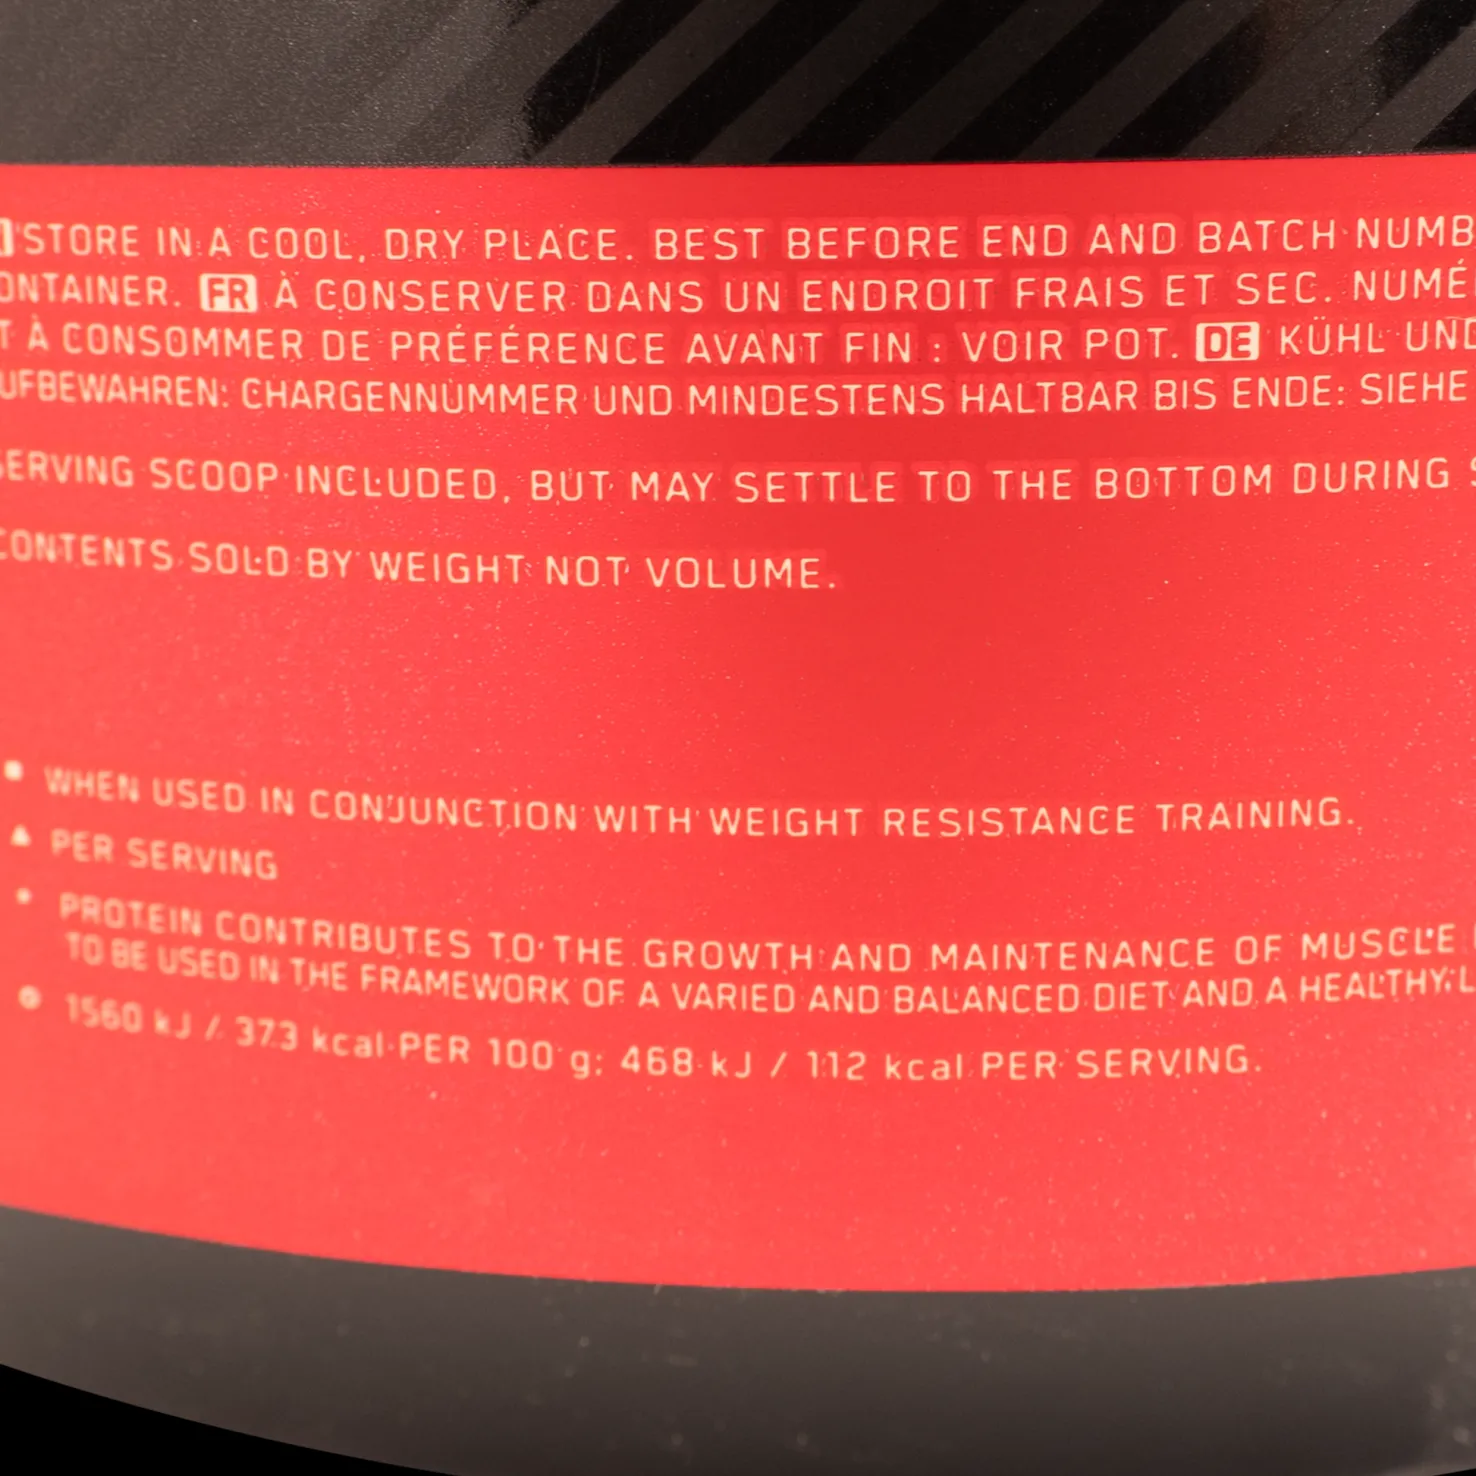 STORE IN A COOL, DRY PLACE. BEST BEFORE END AND BATCH NUMB
ONTAINER. FR À CONSERVER DANS UN ENDROIT FRAIS ET SEC. NUMÉ
T À CONSOMMER DE PRÉFÉRENCE AVANT FIN : VOIR POT. DE KÜHL UND
UFBEWAHREN: CHARGENNUMMER UND MINDESTENS HALTBAR BIS ENDE: SIEHE
SERVING SCOOP INCLUDED, BUT MAY SETTLE TO THE BOTTOM DURING
CONTENTS SOLD BY WEIGHT NOT VOLUME.
■ WHEN USED IN CONJUNCTION WITH WEIGHT RESISTANCE TRAINING.
▲ PER SERVING
PROTEIN CONTRIBUTES TO THE GROWTH AND MAINTENANCE OF MUSCLE
TO BE USED IN THE FRAMEWORK OF A VARIED AND BALANCED DIET AND A HEALTHY L
1560 kJ / 373 kcal PER 100 g; 468 kJ / 112 kcal PER SERVING.